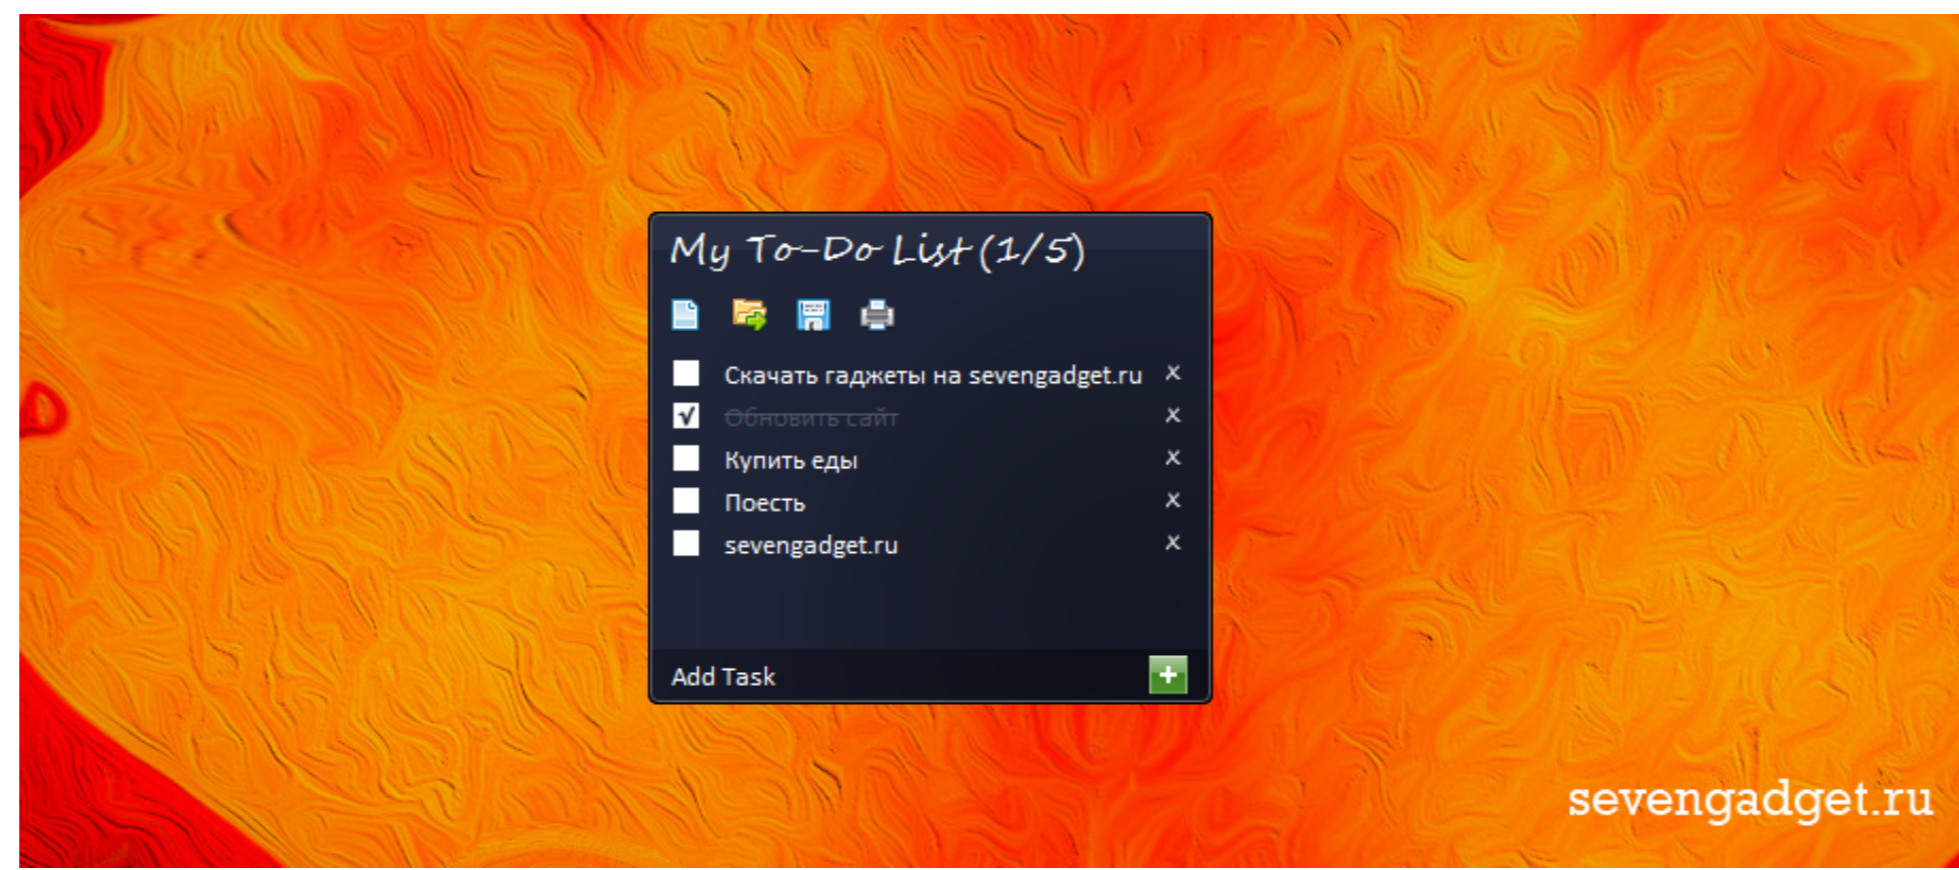 My To-Do List (1/5)
Скачать гаджеты на sevengadget.ru
Обновить сайт
Купить еды
Поесть
sevengadget.ru
Add Task
sevengadget.ru